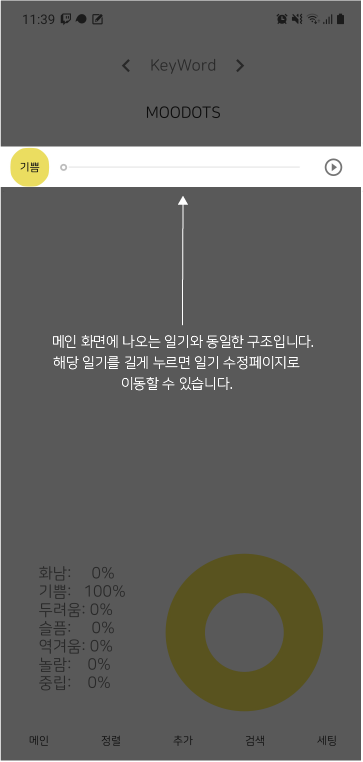 11:39
KeyWord
MOODOTS
기쁨
메인 화면에 나오는 일기와 동일한 구조입니다.
해당 일기를 길게 누르면 일기 수정페이지로
이동할 수 있습니다.
화남: 0%
기쁨: 100%
두려움: 0%
슬픔: 0%
역겨움: 0%
놀람: 0%
중립: 0%
메인 정렬 추가 검색 세팅